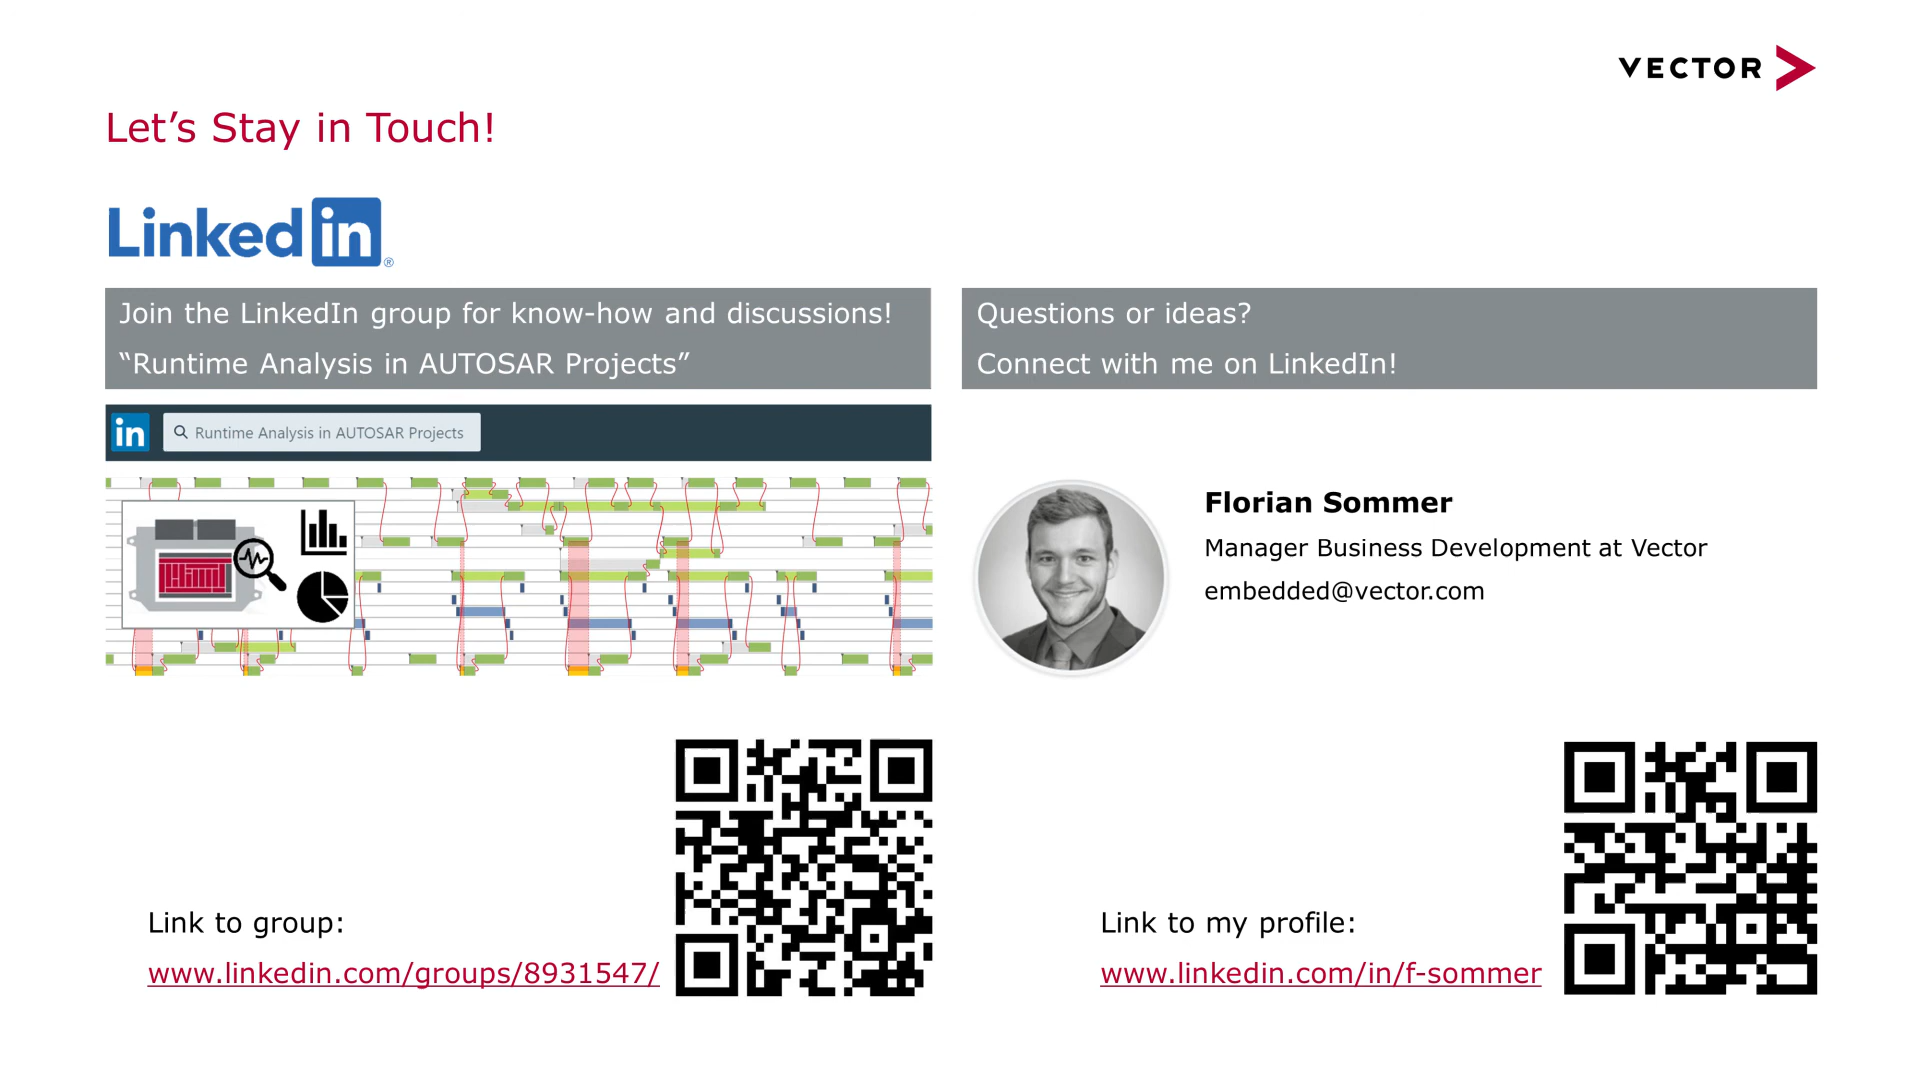 VECTOR
Let’s Stay in Touch!
Linked in ®
Join the LinkedIn group for know-how and discussions!
“Runtime Analysis in AUTOSAR Projects”
in Runtime Analysis in AUTOSAR Projects
Link to group:
www.linkedin.com/groups/8931547/
Questions or ideas?
Connect with me on LinkedIn!
Florian Sommer
Manager Business Development at Vector
embedded@vector.com
Link to my profile:
www.linkedin.com/in/f-sommer